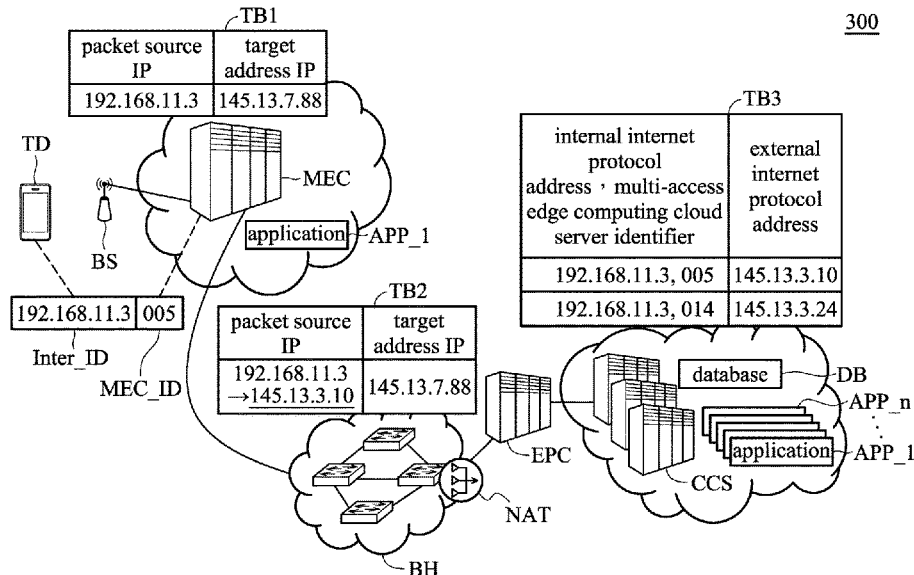 300
TB1
packet source
IP
target
address IP
192.168.11.3
145.13.7.88
TD
BS
MEC
application
APP_1
192.168.11.3
005
Inter_ID
MEC_ID
TB2
packet source
IP
target
address IP
192.168.11.3
→145.13.3.10
145.13.7.88
BH
NAT
EPC
TB3
internal internet
protocol
address，multi-access
edge computing cloud
server identifier
external
internet
protocol
address
192.168.11.3, 005
145.13.3.10
192.168.11.3, 014
145.13.3.24
database
DB
APP_n
application
APP_1
CCS